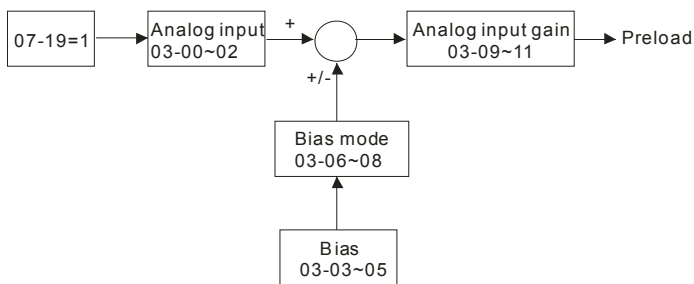 07-19=1
Analog input
03-00~02
+
+/-
Analog input gain
03-09~11
Preload
Bias mode
03-06~08
Bias
03-03~05